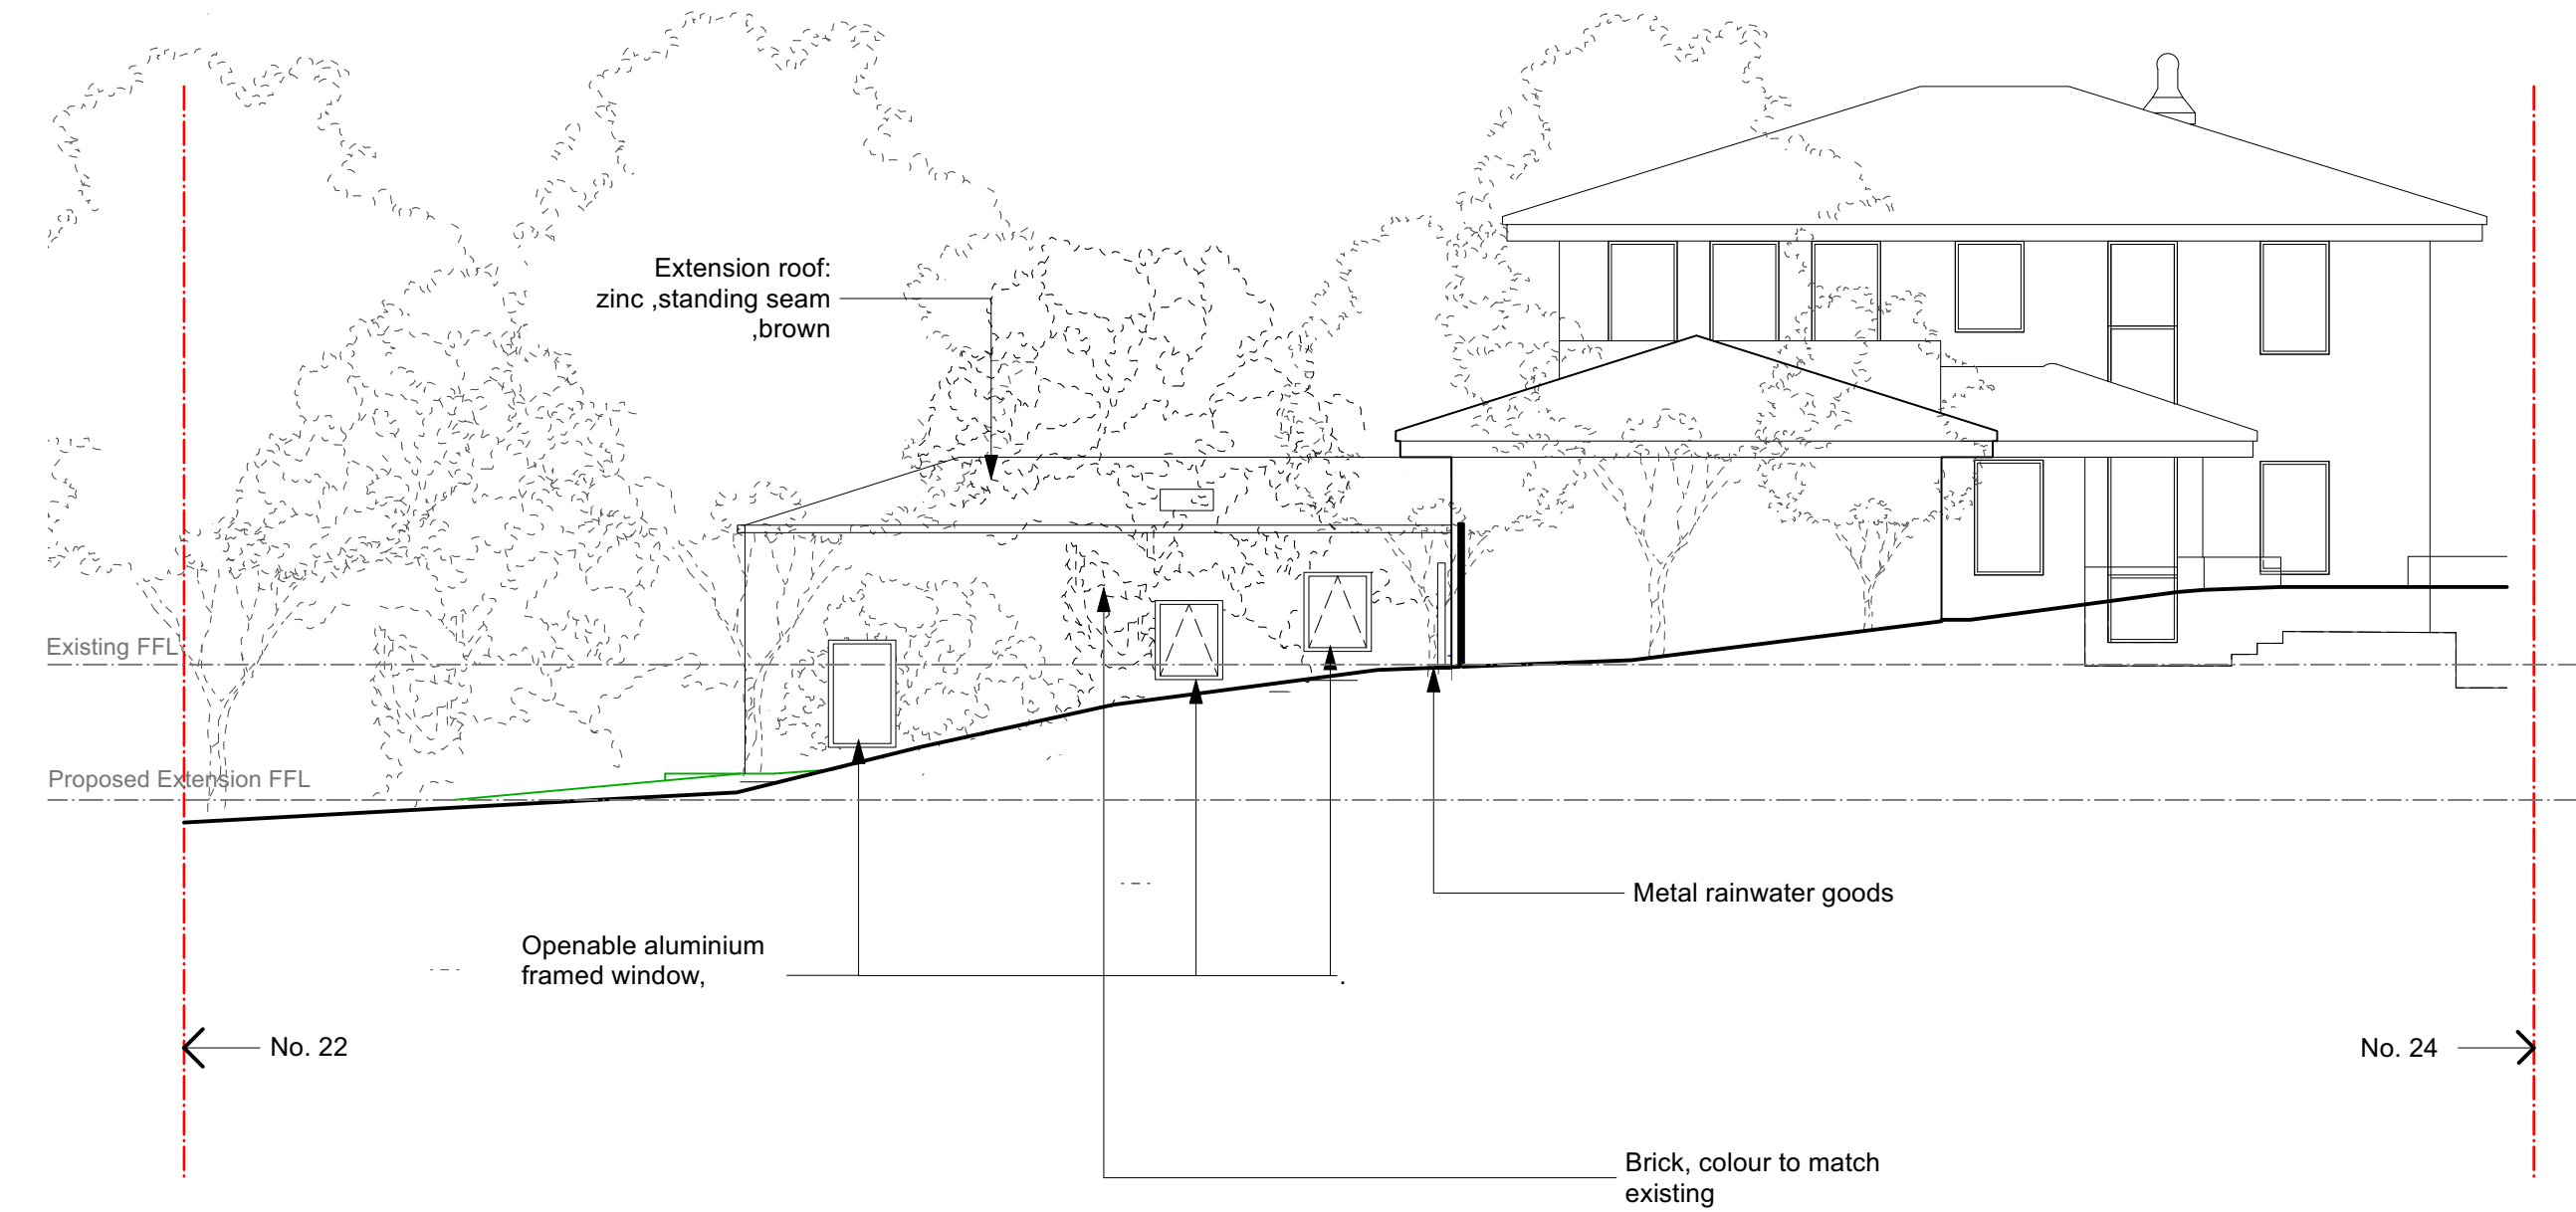 Extension roof:
zinc ,standing seam
,brown
Existing FFL
Proposed Extension FFL
Metal rainwater goods
Openable aluminium
framed window,
.
No. 22
No. 24
Brick, colour to match
existing